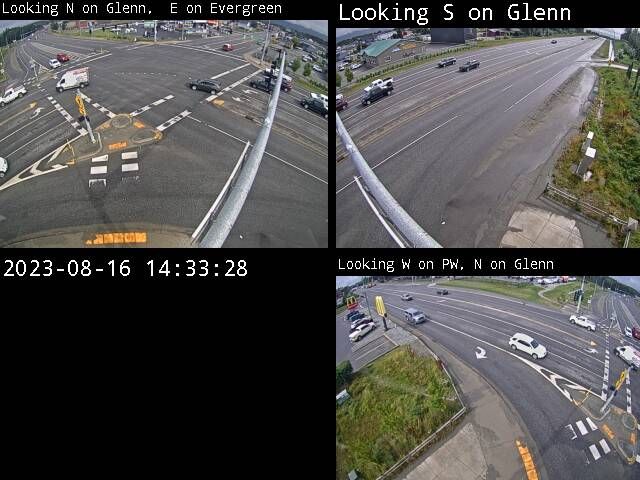 Looking N on Glenn,  E on Evergreen
Looking S on Glenn
2023-08-16 14:33:28
Looking W on PW, N on Glenn